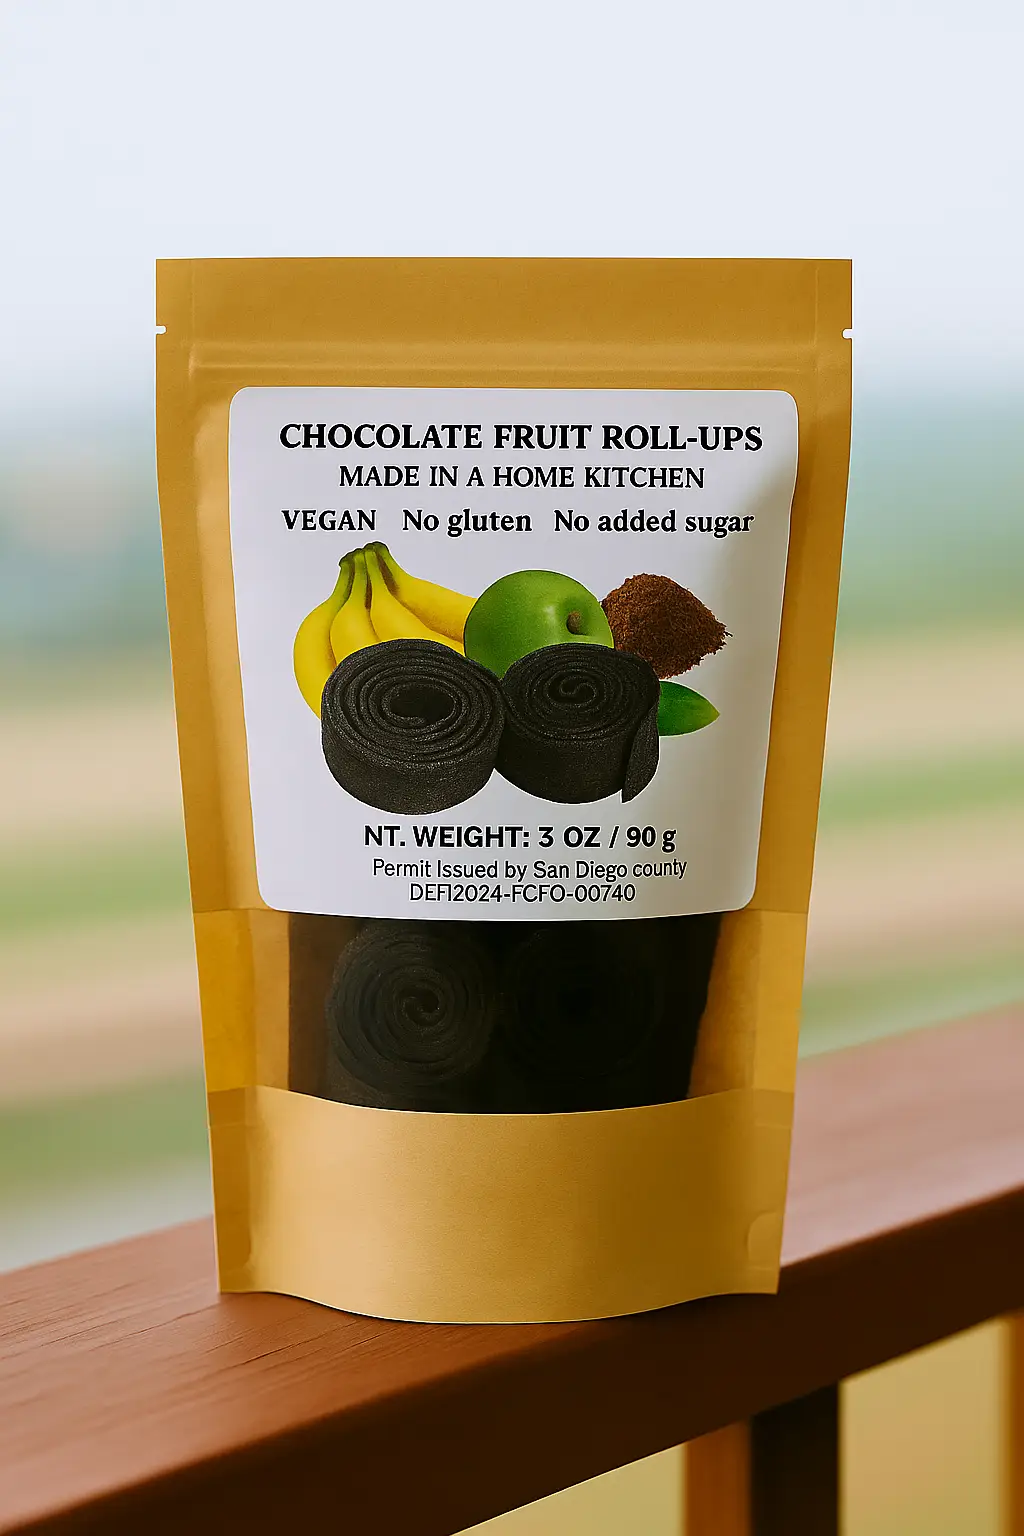 CHOCOLATE FRUIT ROLL-UPS
MADE IN A HOME KITCHEN
VEGAN No gluten No added sugar
NT. WEIGHT: 3 OZ / 90 g
Permit Issued by San Diego county
DEFI2024-FCFO-00740